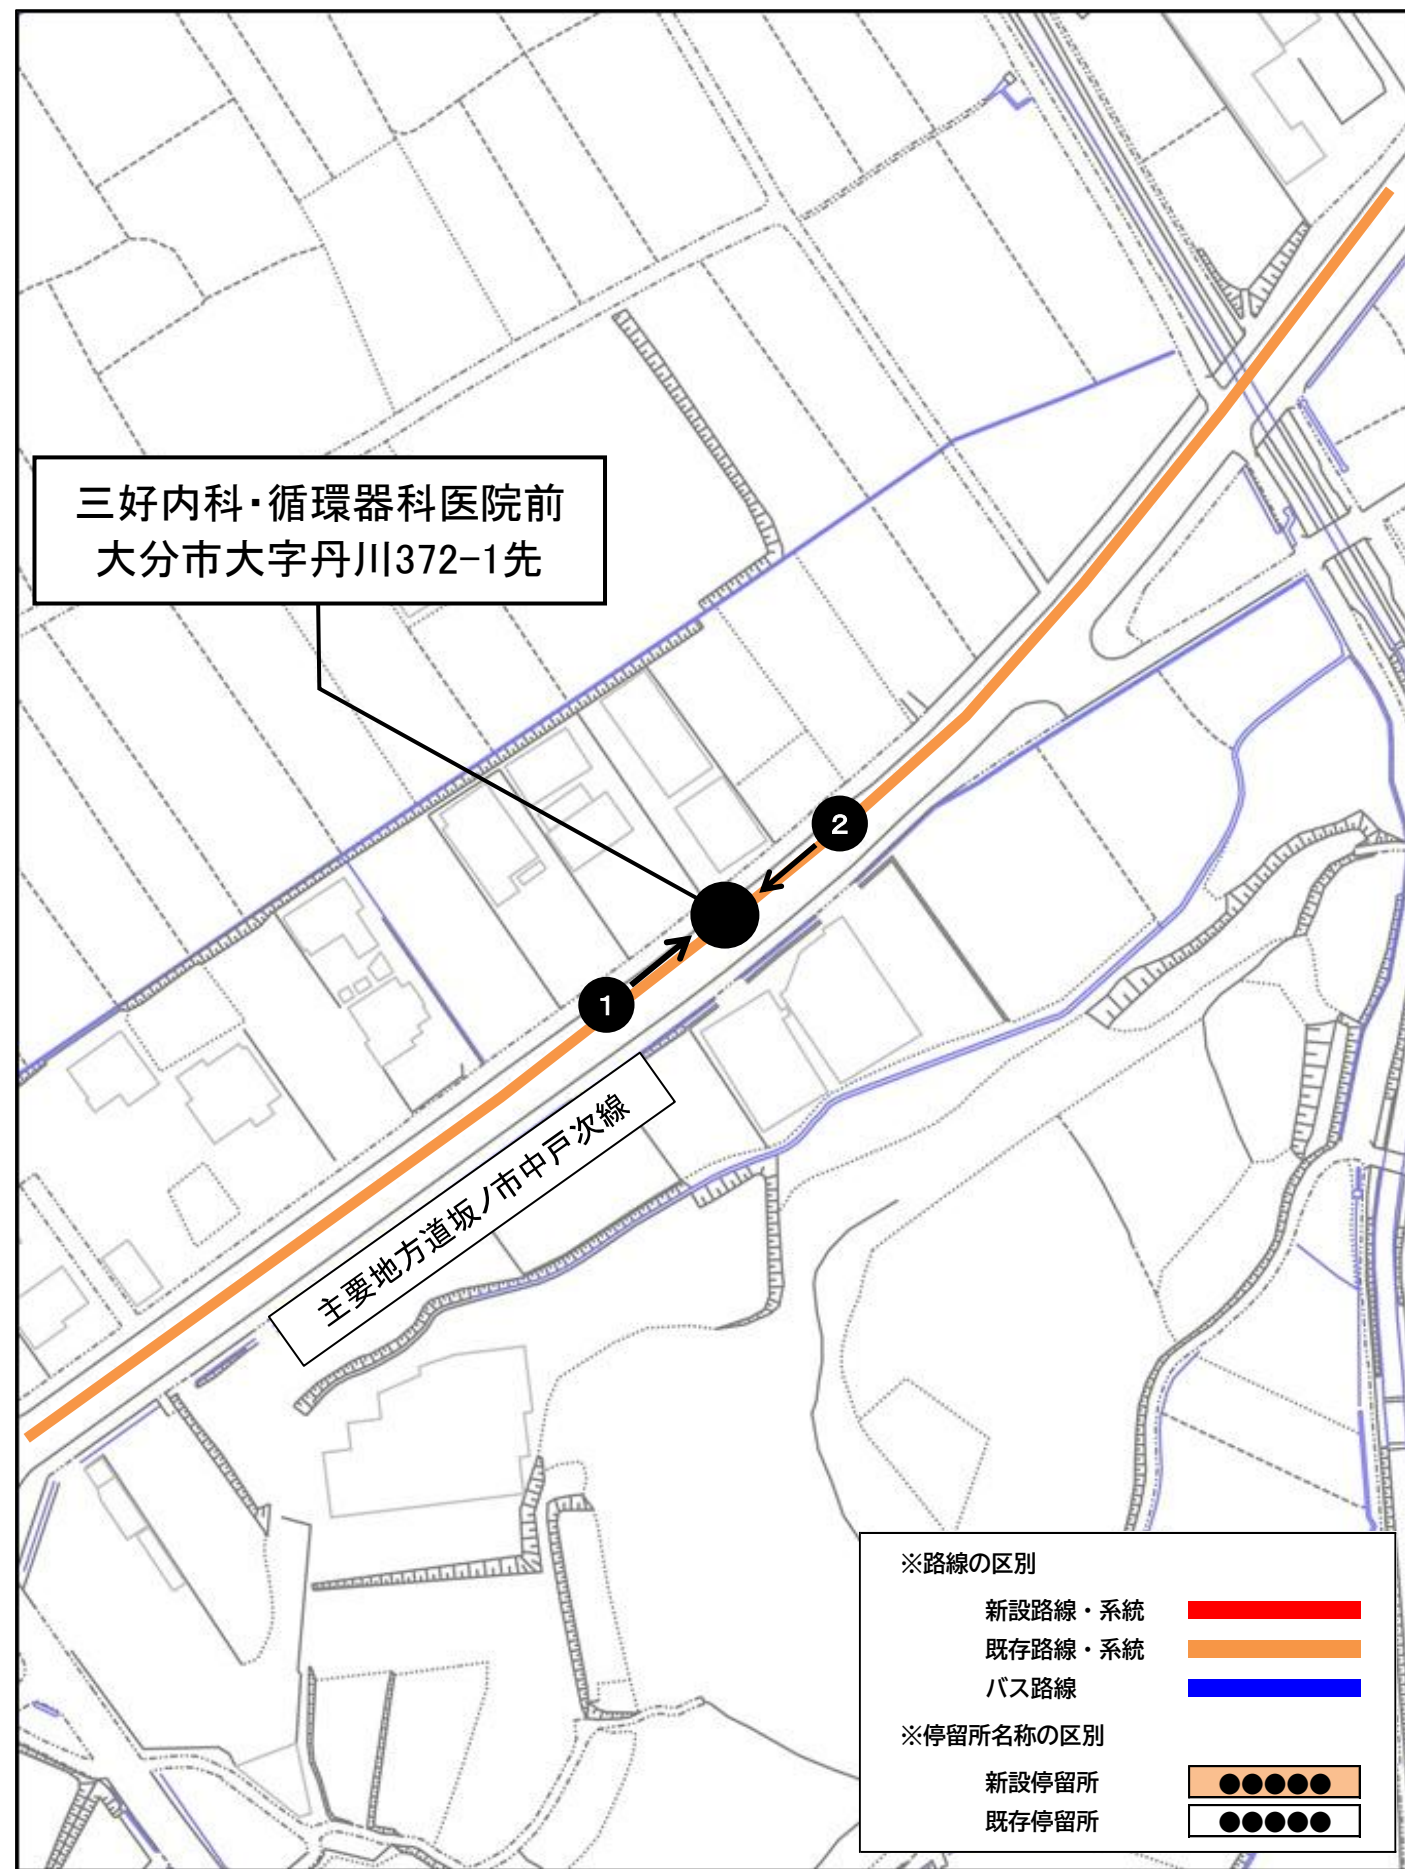 三好内科・循環器科医院前
大分市大字丹川372-1先
2
1
主要地方道坂ノ市中戸次線
※路線の区別
新設路線・系統
既存路線・系統
バス路線
※停留所名称の区別
新設停留所 ●●●●●
既存停留所 ●●●●●